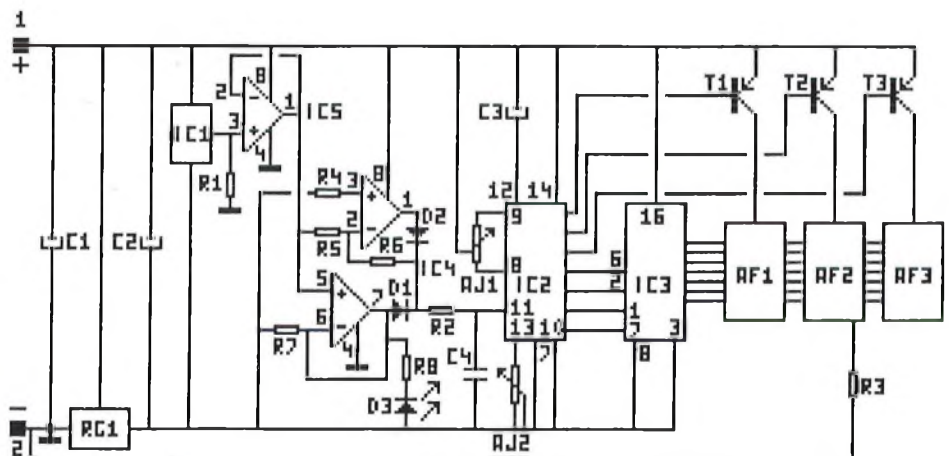 1
+
T1 T2 T3
8
2
−
1
IC5
3
+
4
IC1
R1
C3
12 14
R4 3 8
+
1
D2
2
−
R5
R6
IC4
9
AJ1
8
IC2
11
13 10
7
16
6
2
IC3
1
7 3
8
AF1 AF2 AF3
C1 C2
5
+
7
D1
6
−
4
R2
R7
C4
R8
D3
R3
−
2
RG1
AJ2